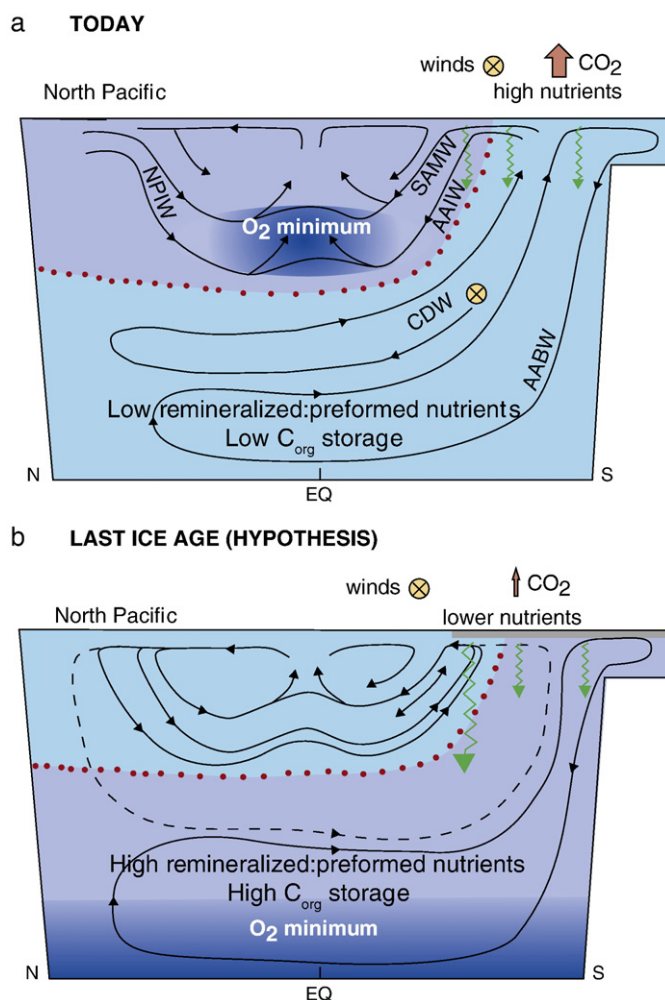 a TODAY
winds CO2
North Pacific high nutrients
NPIW
SAMW
AAIW
O2 minimum
CDW
AABW
Low remineralized:preformed nutrients
Low Corg storage
N S
EQ
b LAST ICE AGE (HYPOTHESIS)
winds CO2
North Pacific lower nutrients
High remineralized:preformed nutrients
High Corg storage
O2 minimum
N S
EQ